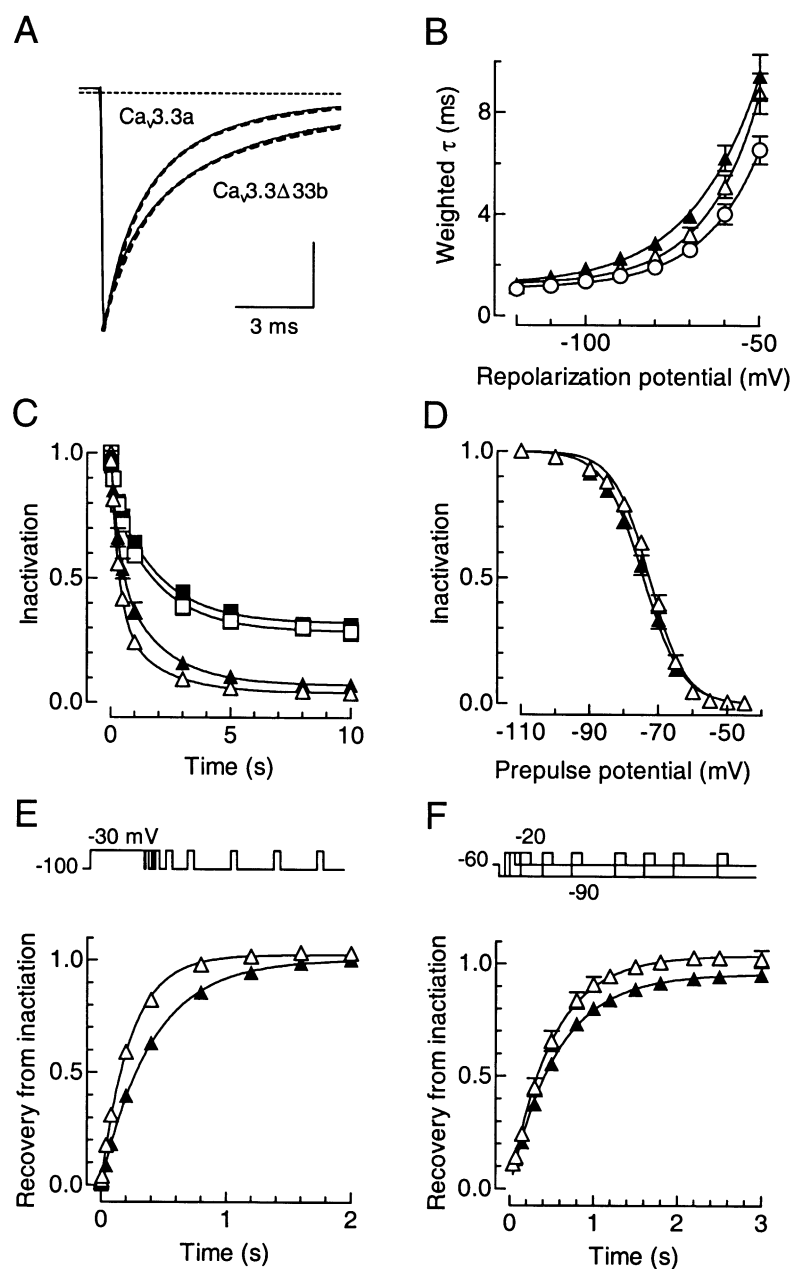 A
Caᵥ3.3a
Caᵥ3.3Δ33b
3 ms
B
Weighted τ (ms)
8
4
0
-100
-50
Repolarization potential (mV)
C
Inactivation
1.0
0.5
0.0
0
5
10
Time (s)
D
Inactivation
1.0
0.5
0.0
-110
-90
-70
-50
Prepulse potential (mV)
E
-30 mV
-100
Recovery from inactiation
1.0
0.5
0.0
0
1
2
Time (s)
F
-20
-60
-90
Recovery from inactiation
1.0
0.5
0.0
0
1
2
3
Time (s)